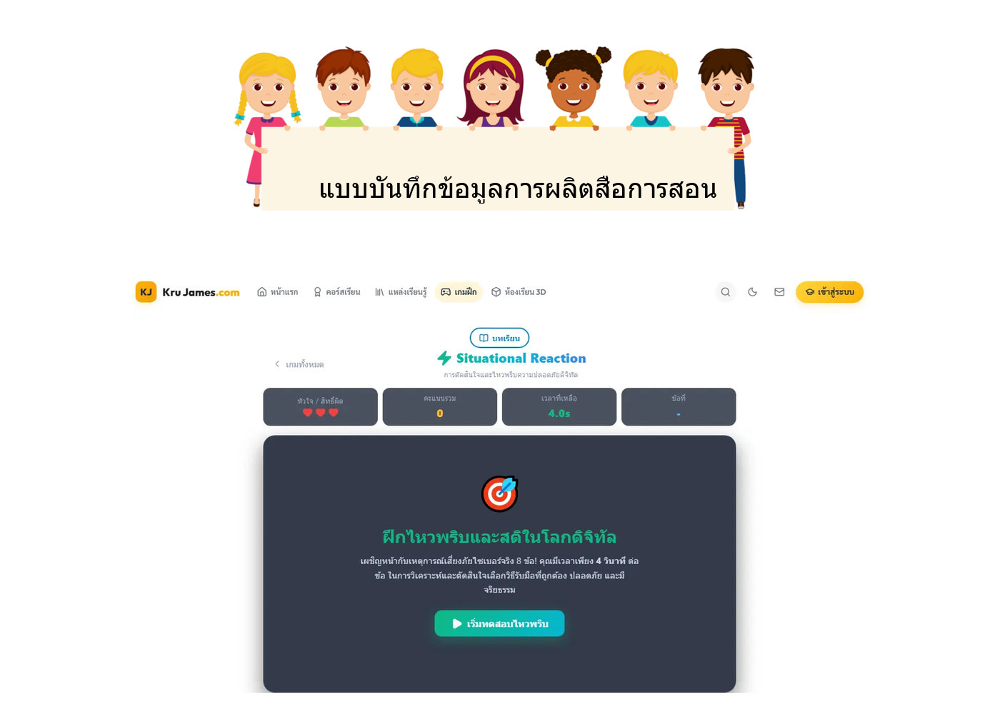 แบบบันทึกข้อมูลการผลิตสื่อการสอน
KJ Kru James.com หน้าแรก คอร์สเรียน แหล่งเรียนรู้ เกมฝึก ห้องเรียน 3D เข้าสู่ระบบ
บทเรียน
Situational Reaction
เกมทั้งหมด
การตัดสินใจและไหวพริบความปลอดภัยดิจิทัล
หัวใจ / สิทธิ์ผิด คะแนนรวม เวลาที่เหลือ ข้อที่
0 4.0s -
ฝึกไหวพริบและสติในโลกดิจิทัล
เผชิญหน้ากับเหตุการณ์เสี่ยงภัยไซเบอร์จริง 8 ข้อ! คุณมีเวลาเพียง 4 วินาที ต่อ
ข้อ ในการวิเคราะห์และตัดสินใจเลือกวิธีรับมือที่ถูกต้อง ปลอดภัย และมี
จริยธรรม
เริ่มทดสอบไหวพริบ